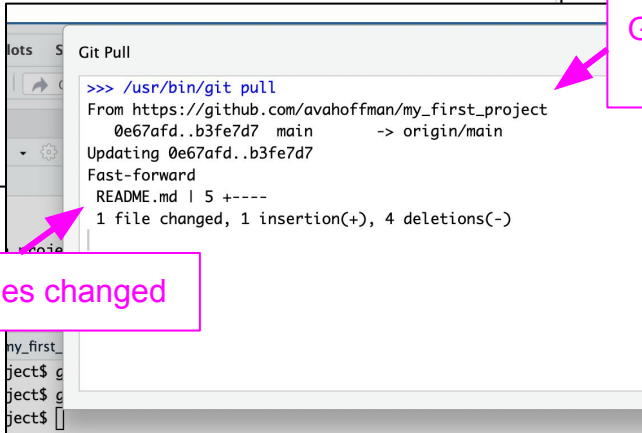 lots S
Git Pull
G
>>> /usr/bin/git pull
From https://github.com/avahoffman/my_first_project
0e67afd..b3fe7d7 main -> origin/main
Updating 0e67afd..b3fe7d7
Fast-forward
README.md | 5 +----
1 file changed, 1 insertion(+), 4 deletions(-)
es changed
my_first_
ject$ g
ject$ g
ject$